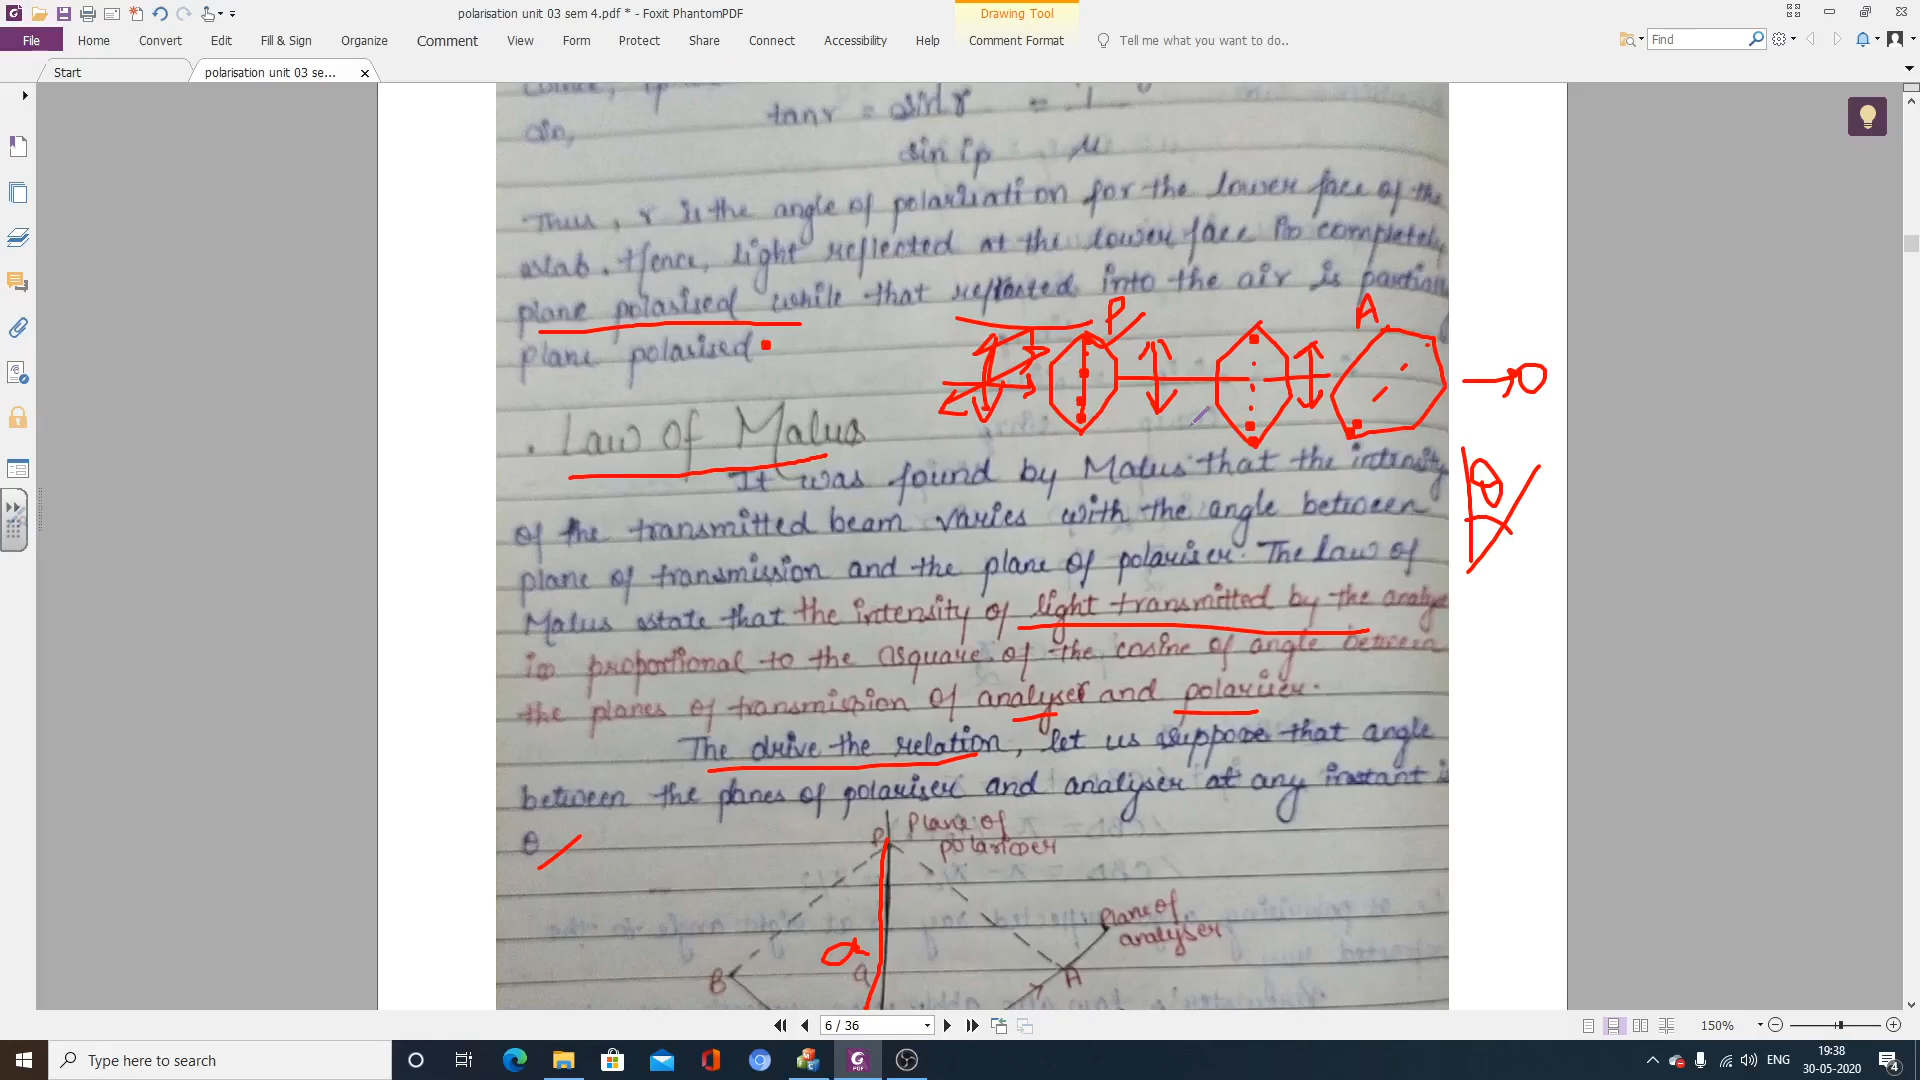 polarisation unit 03 sem 4.pdf * - Foxit PhantomPDF
Drawing Tool
File Home Convert Edit Fill & Sign Organize Comment View Form Protect Share Connect Accessibility Help Comment Format Tell me what you want to do.. Find
Start polarisation unit 03 se...
tanr = sin r =
sin ip μ
Thus, r is the angle of polarisation for the lower face of the
slab. Hence, light reflected at the lower face is completely
plane polarised while that refracted into the air is partial
plane polarised.
P
A
O
. Law of Malus
It was found by Malus that the intensity
of the transmitted beam varies with the angle between
plane of transmission and the plane of polariser. The law of
Malus state that the intensity of light transmitted by the analyse
is proportional to the square of the cosine of angle between
the planes of transmission of analyser and polariser.
The drive the relation, let us suppose that angle
between the planes of polariser and analyser at any instant is
θ
θ
P Plane of
polariser
Plane of
analyser
a
a
B
A
6 / 36
150%
Type here to search
ENG
19:38
30-05-2020
4